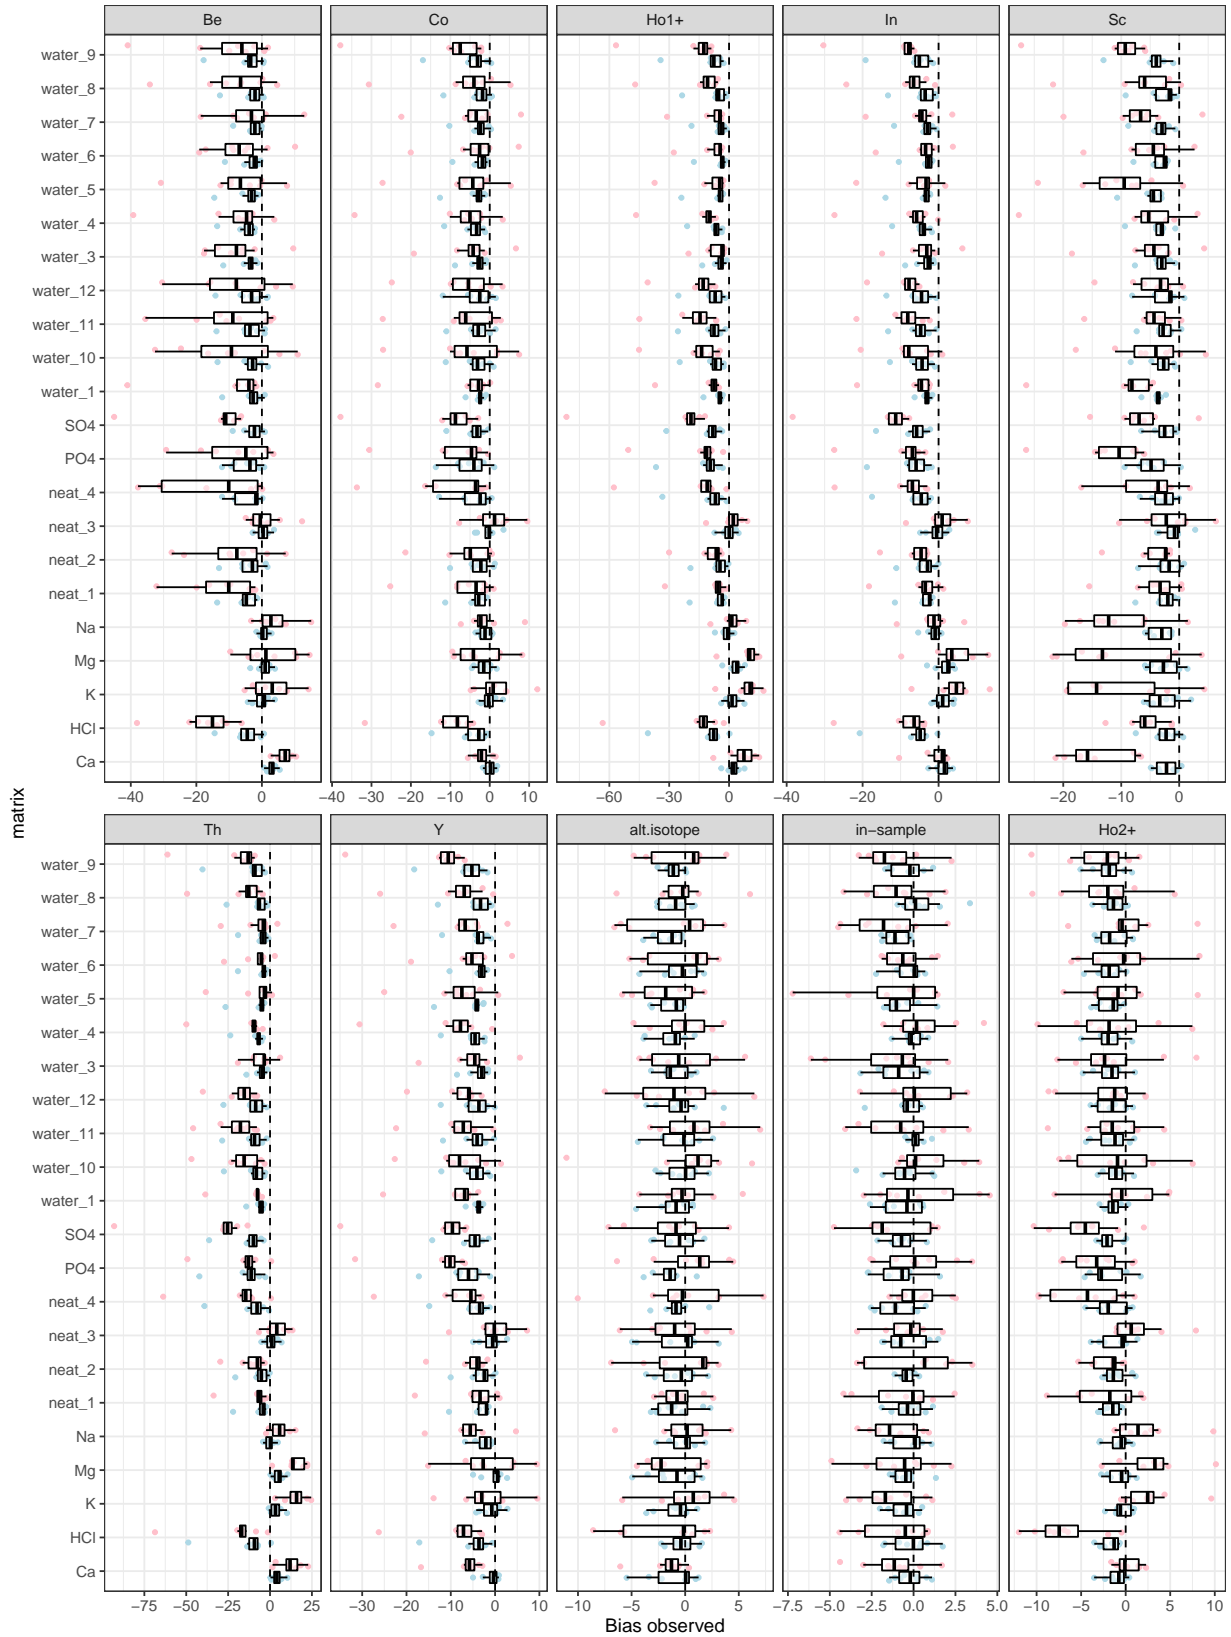 Be Co Ho1+ In Sc
water_9
water_8
water_7
water_6
water_5
water_4
water_3
water_12
water_11
water_10
water_1
SO4
PO4
neat_4
neat_3
neat_2
neat_1
Na
Mg
K
HCl
Ca
−40 −20 0 −40 −20 0 10 −60 −30 0 −40 −20 0 −20 −10 0
matrix
Th Y alt.isotope in−sample Ho2+
water_9
water_8
water_7
water_6
water_5
water_4
water_3
water_12
water_11
water_10
water_1
SO4
PO4
neat_4
neat_3
neat_2
neat_1
Na
Mg
K
HCl
Ca
−75 −50 −25 0 25 −30 −20 −10 0 10 −10 −5 0 5 −7.5 −5.0 −2.5 0.0 2.5 5.0 −10 −5 0 5 10
Bias observed